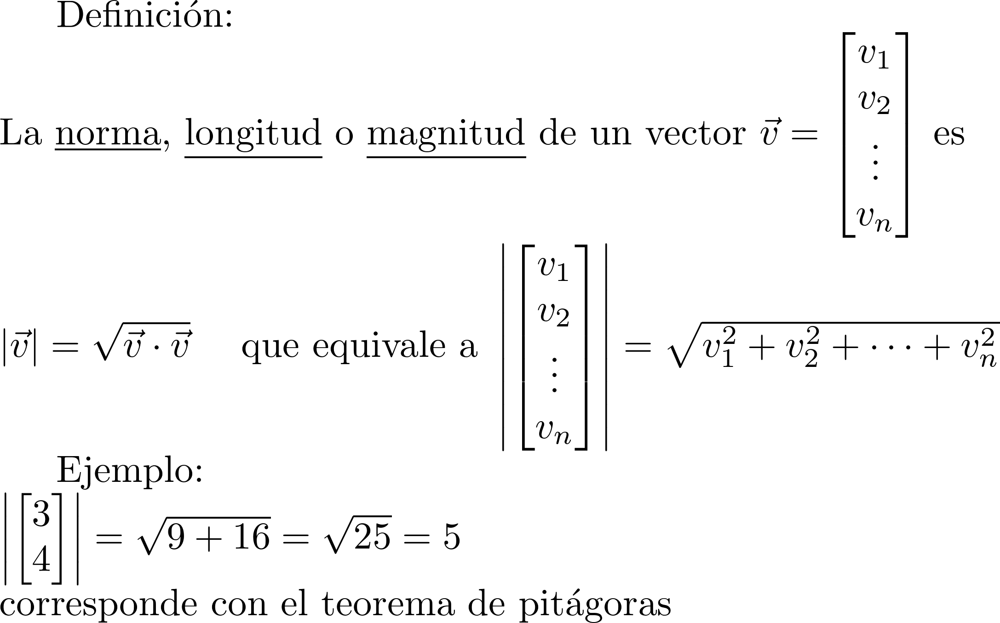 Definición:
La norma, longitud o magnitud de un vector $\vec{v} = \begin{bmatrix} v_1 \\ v_2 \\ \vdots \\ v_n \end{bmatrix}$ es
$|\vec{v}| = \sqrt{\vec{v} \cdot \vec{v}}$ que equivale a $\left| \begin{bmatrix} v_1 \\ v_2 \\ \vdots \\ v_n \end{bmatrix} \right| = \sqrt{v_1^2 + v_2^2 + \cdots + v_n^2}$
Ejemplo:
$\left| \begin{bmatrix} 3 \\ 4 \end{bmatrix} \right| = \sqrt{9 + 16} = \sqrt{25} = 5$
corresponde con el teorema de pitágoras